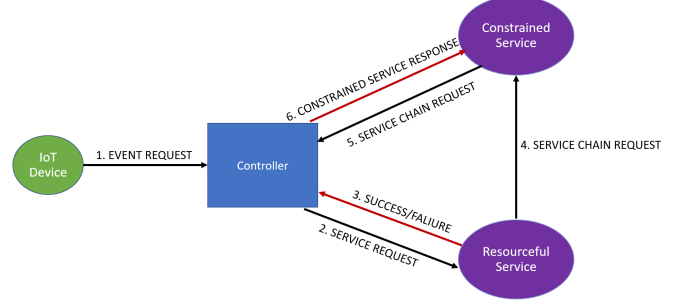 Constrained
Service
6. CONSTRAINED SERVICE RESPONSE
5. SERVICE CHAIN REQUEST
IoT
Device
1. EVENT REQUEST
Controller
4. SERVICE CHAIN REQUEST
3. SUCCESS/FALIURE
2. SERVICE REQUEST
Resourceful
Service